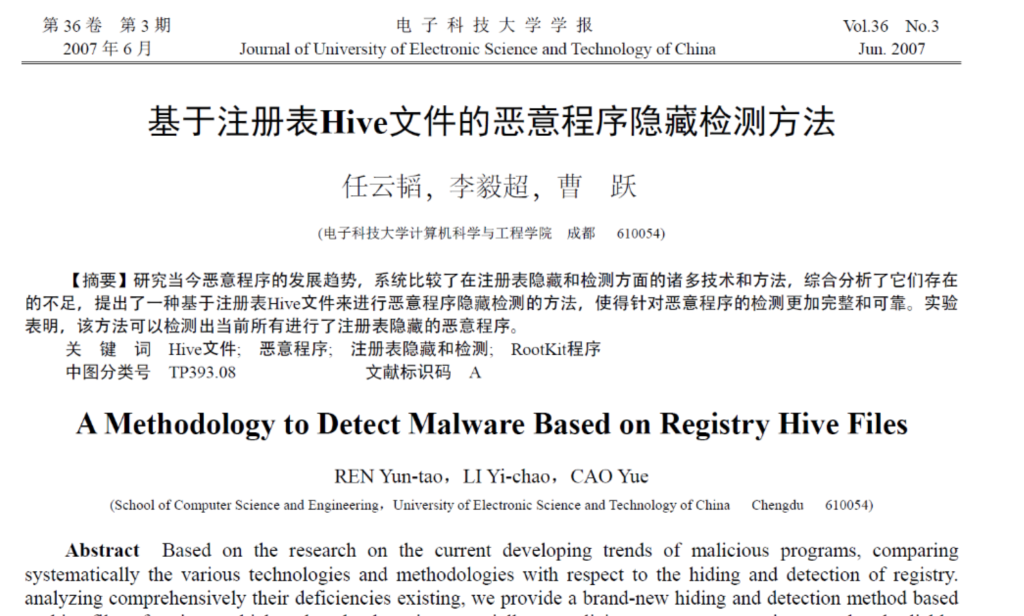 第 36 卷 第 3 期 电 子 科 技 大 学 学 报 Vol.36 No.3
2007 年 6 月 Journal of University of Electronic Science and Technology of China Jun. 2007
基于注册表Hive文件的恶意程序隐藏检测方法
任云韬，李毅超，曹 跃
(电子科技大学计算机科学与工程学院 成都 610054)
【摘要】研究当今恶意程序的发展趋势，系统比较了在注册表隐藏和检测方面的诸多技术和方法，综合分析了它们存在
的不足，提出了一种基于注册表Hive文件来进行恶意程序隐藏检测的方法，使得针对恶意程序的检测更加完整和可靠。实验
表明，该方法可以检测出当前所有进行了注册表隐藏的恶意程序。
关 键 词 Hive文件; 恶意程序; 注册表隐藏和检测; RootKit程序
中图分类号 TP393.08 文献标识码 A
A Methodology to Detect Malware Based on Registry Hive Files
REN Yun-tao，LI Yi-chao，CAO Yue
(School of Computer Science and Engineering，University of Electronic Science and Technology of China Chengdu 610054)
Abstract Based on the research on the current developing trends of malicious programs, comparing
systematically the various technologies and methodologies with respect to the hiding and detection of registry.
analyzing comprehensively their deficiencies existing, we provide a brand-new hiding and detection method based